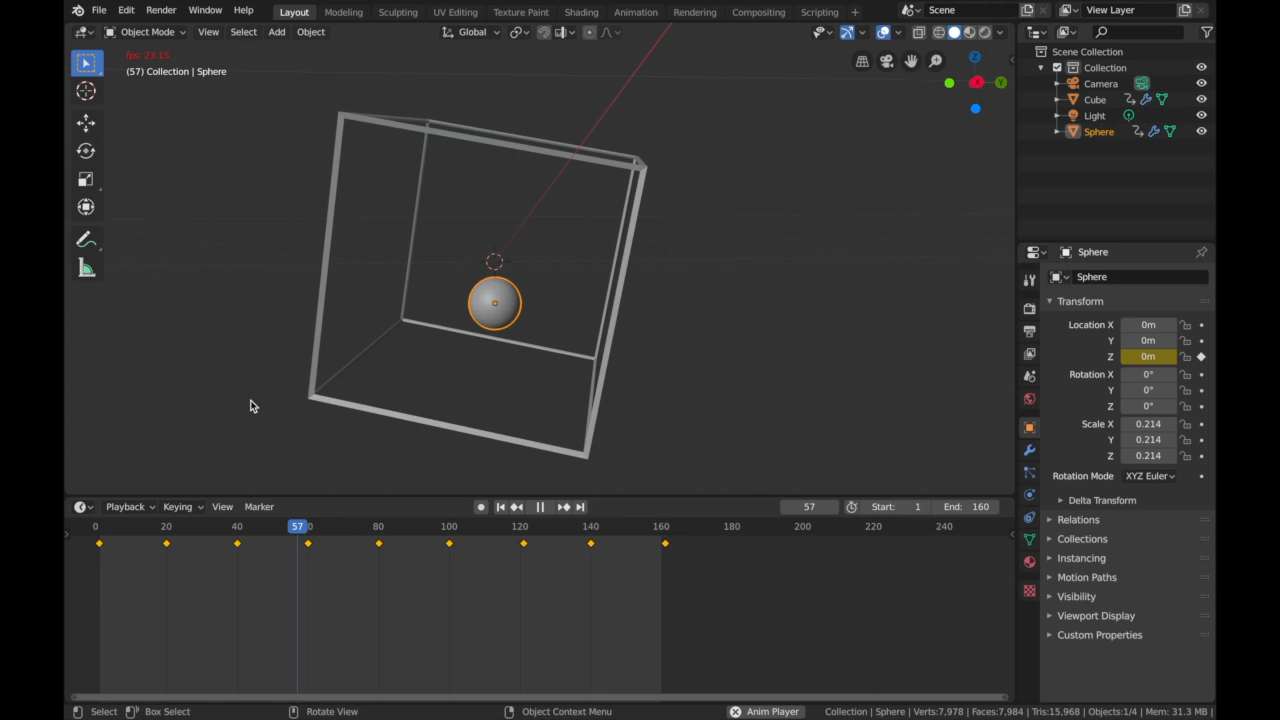 File Edit Render Window Help Layout Modeling Sculpting UV Editing Texture Paint Shading Animation Rendering Compositing Scripting + Scene View Layer
Object Mode View Select Add Object Global
fps: 23.15
(57) Collection | Sphere
X Y Z
Scene Collection
Collection
Camera
Cube
Light
Sphere
Sphere
Sphere
Transform
Location X 0m
Y 0m
Z 0m
Rotation X 0°
Y 0°
Z 0°
Scale X 0.214
Y 0.214
Z 0.214
Rotation Mode XYZ Euler
Delta Transform
Relations
Collections
Instancing
Motion Paths
Visibility
Viewport Display
Custom Properties
Playback Keying View Marker 57 Start: 1 End: 160
0 20 40 57 0 80 100 120 140 160 180 200 220 240
Select Box Select Rotate View Object Context Menu Anim Player Collection | Sphere | Verts:7,978 | Faces:7,984 | Tris:15,968 | Objects:1/4 | Mem: 31.3 MB